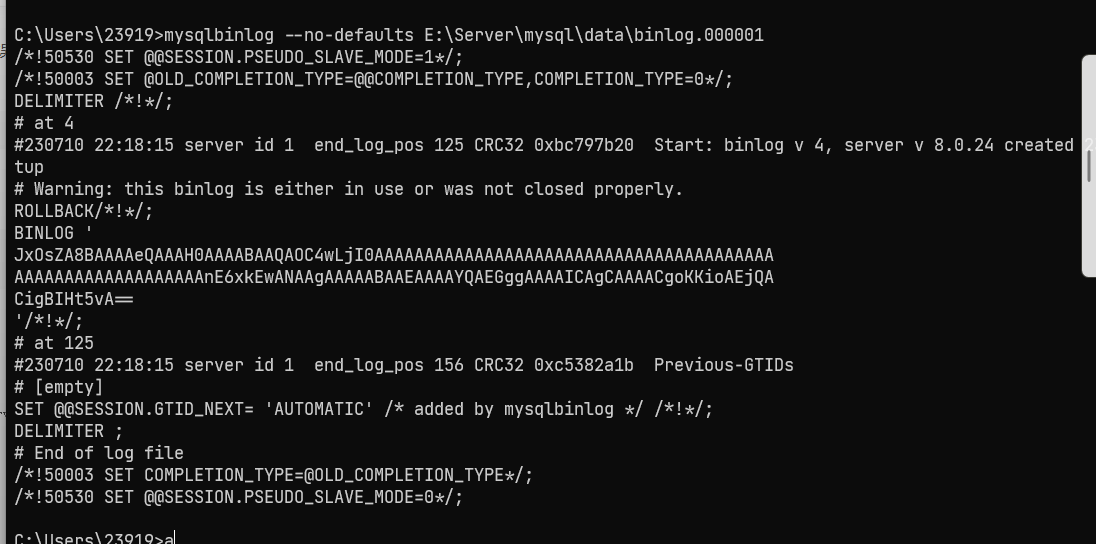 C:\Users\23919>mysqlbinlog --no-defaults E:\Server\mysql\data\binlog.000001
/*!50530 SET @@SESSION.PSEUDO_SLAVE_MODE=1*/;
/*!50003 SET @OLD_COMPLETION_TYPE=@@COMPLETION_TYPE,COMPLETION_TYPE=0*/;
DELIMITER /*!*/;
# at 4
#230710 22:18:15 server id 1  end_log_pos 125 CRC32 0xbc797b20  Start: binlog v 4, server v 8.0.24 created 2
tup
# Warning: this binlog is either in use or was not closed properly.
ROLLBACK/*!*/;
BINLOG '
JxOsZA8BAAAAeQAAAH0AAAABAAQAOC4wLjI0AAAAAAAAAAAAAAAAAAAAAAAAAAAAAAAAAAAAAAAA
AAAAAAAAAAAAAAAAAAAnE6xkEwANAAgAAAAABAAEAAAAYQAEGggAAAAICAgCAAAACgoKKioAEjQA
CigBIHt5vA==
'/*!*/;
# at 125
#230710 22:18:15 server id 1  end_log_pos 156 CRC32 0xc5382a1b  Previous-GTIDs
# [empty]
SET @@SESSION.GTID_NEXT= 'AUTOMATIC' /* added by mysqlbinlog */ /*!*/;
DELIMITER ;
# End of log file
/*!50003 SET COMPLETION_TYPE=@OLD_COMPLETION_TYPE*/;
/*!50530 SET @@SESSION.PSEUDO_SLAVE_MODE=0*/;
C:\Users\23919>a